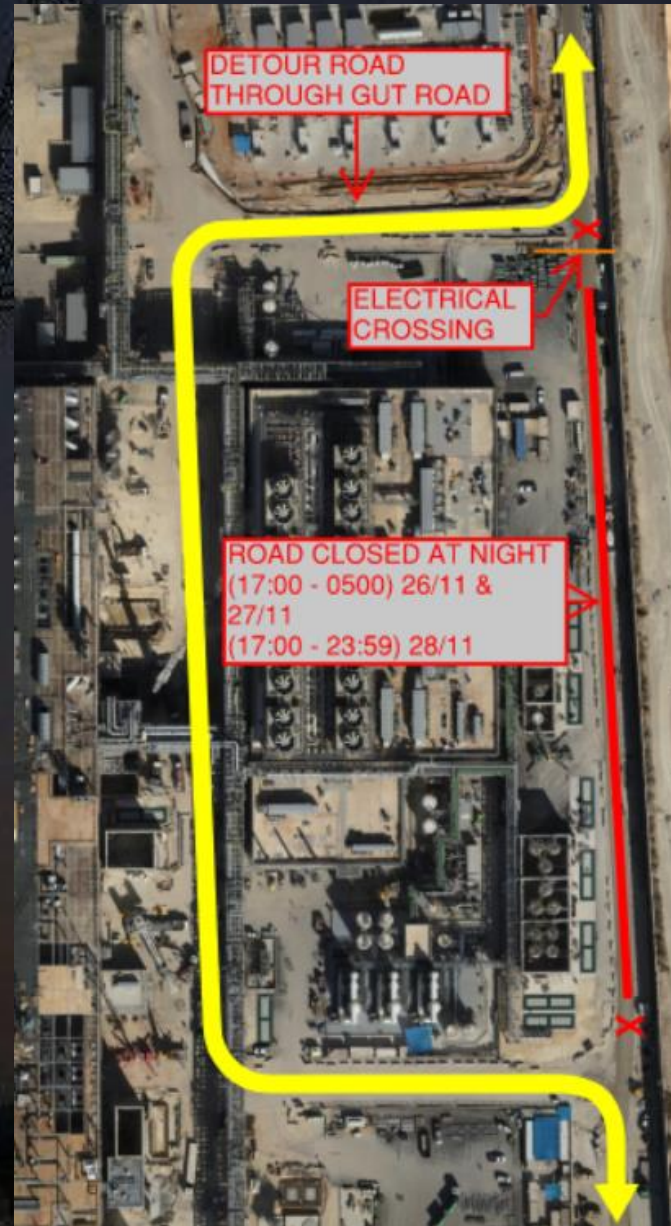 DETOUR ROAD
THROUGH GUT ROAD
ELECTRICAL
CROSSING
ROAD CLOSED AT NIGHT
(17:00 - 0500) 26/11 &
27/11
(17:00 - 23:59) 28/11